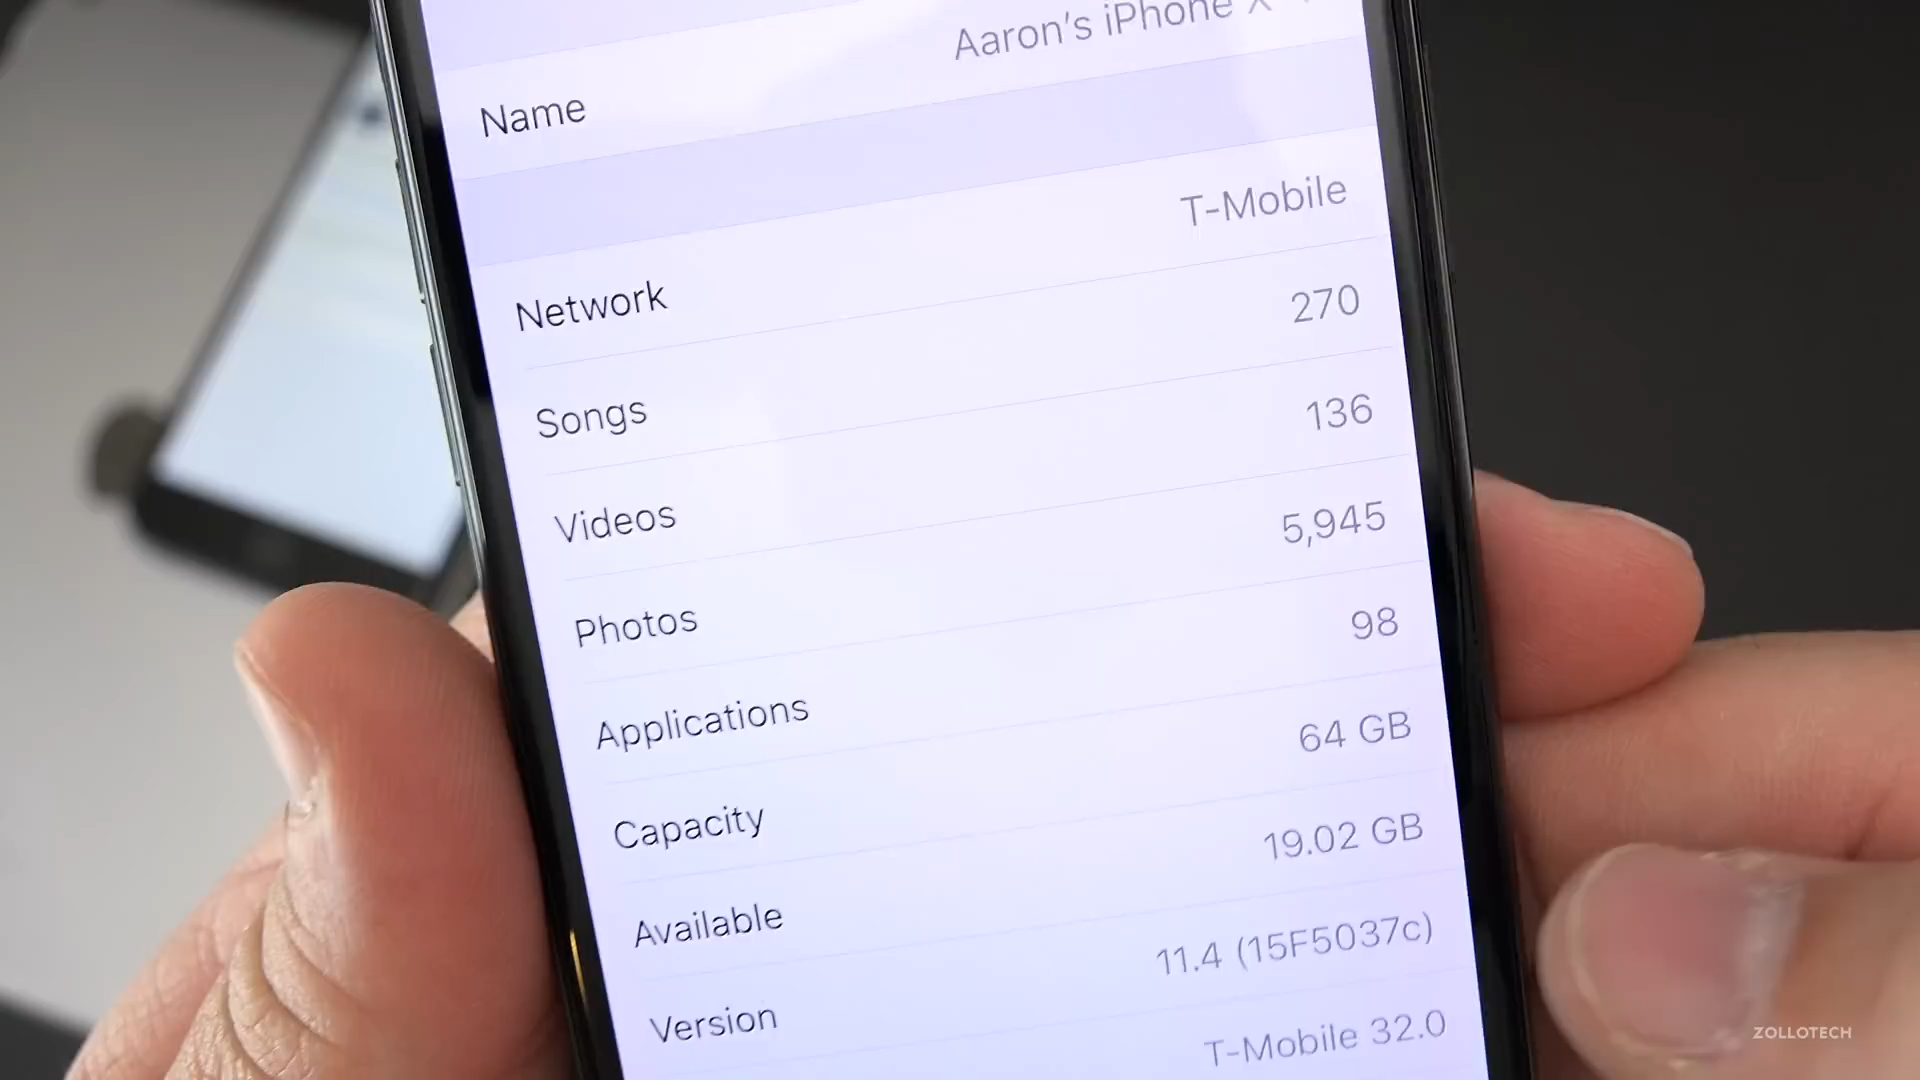 Name Aaron's iPhone X
Network T-Mobile
Songs 270
Videos 136
Photos 5,945
Applications 98
Capacity 64 GB
Available 19.02 GB
Version 11.4 (15F5037c)
T-Mobile 32.0
ZOLLOTECH